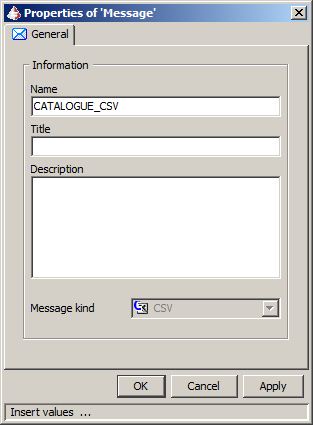 Properties of 'Message'
General
Information
Name
CATALOGUE_CSV
Title
Description
Message kind
CSV
OK Cancel Apply
Insert values ...